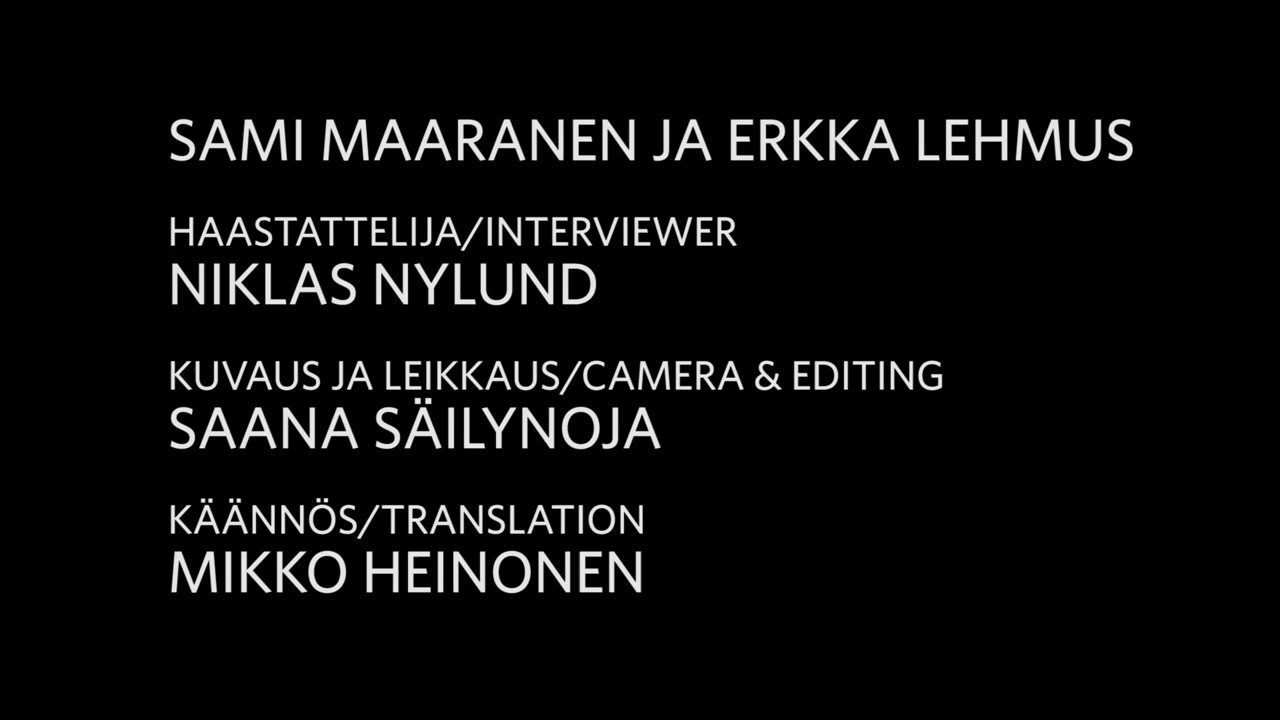 SAMI MAARANEN JA ERKKA LEHMUS
HAASTATTELIJA/INTERVIEWER
NIKLAS NYLUND
KUVAUS JA LEIKKAUS/CAMERA & EDITING
SAANA SÄILYNOJA
KÄÄNNÖS/TRANSLATION
MIKKO HEINONEN